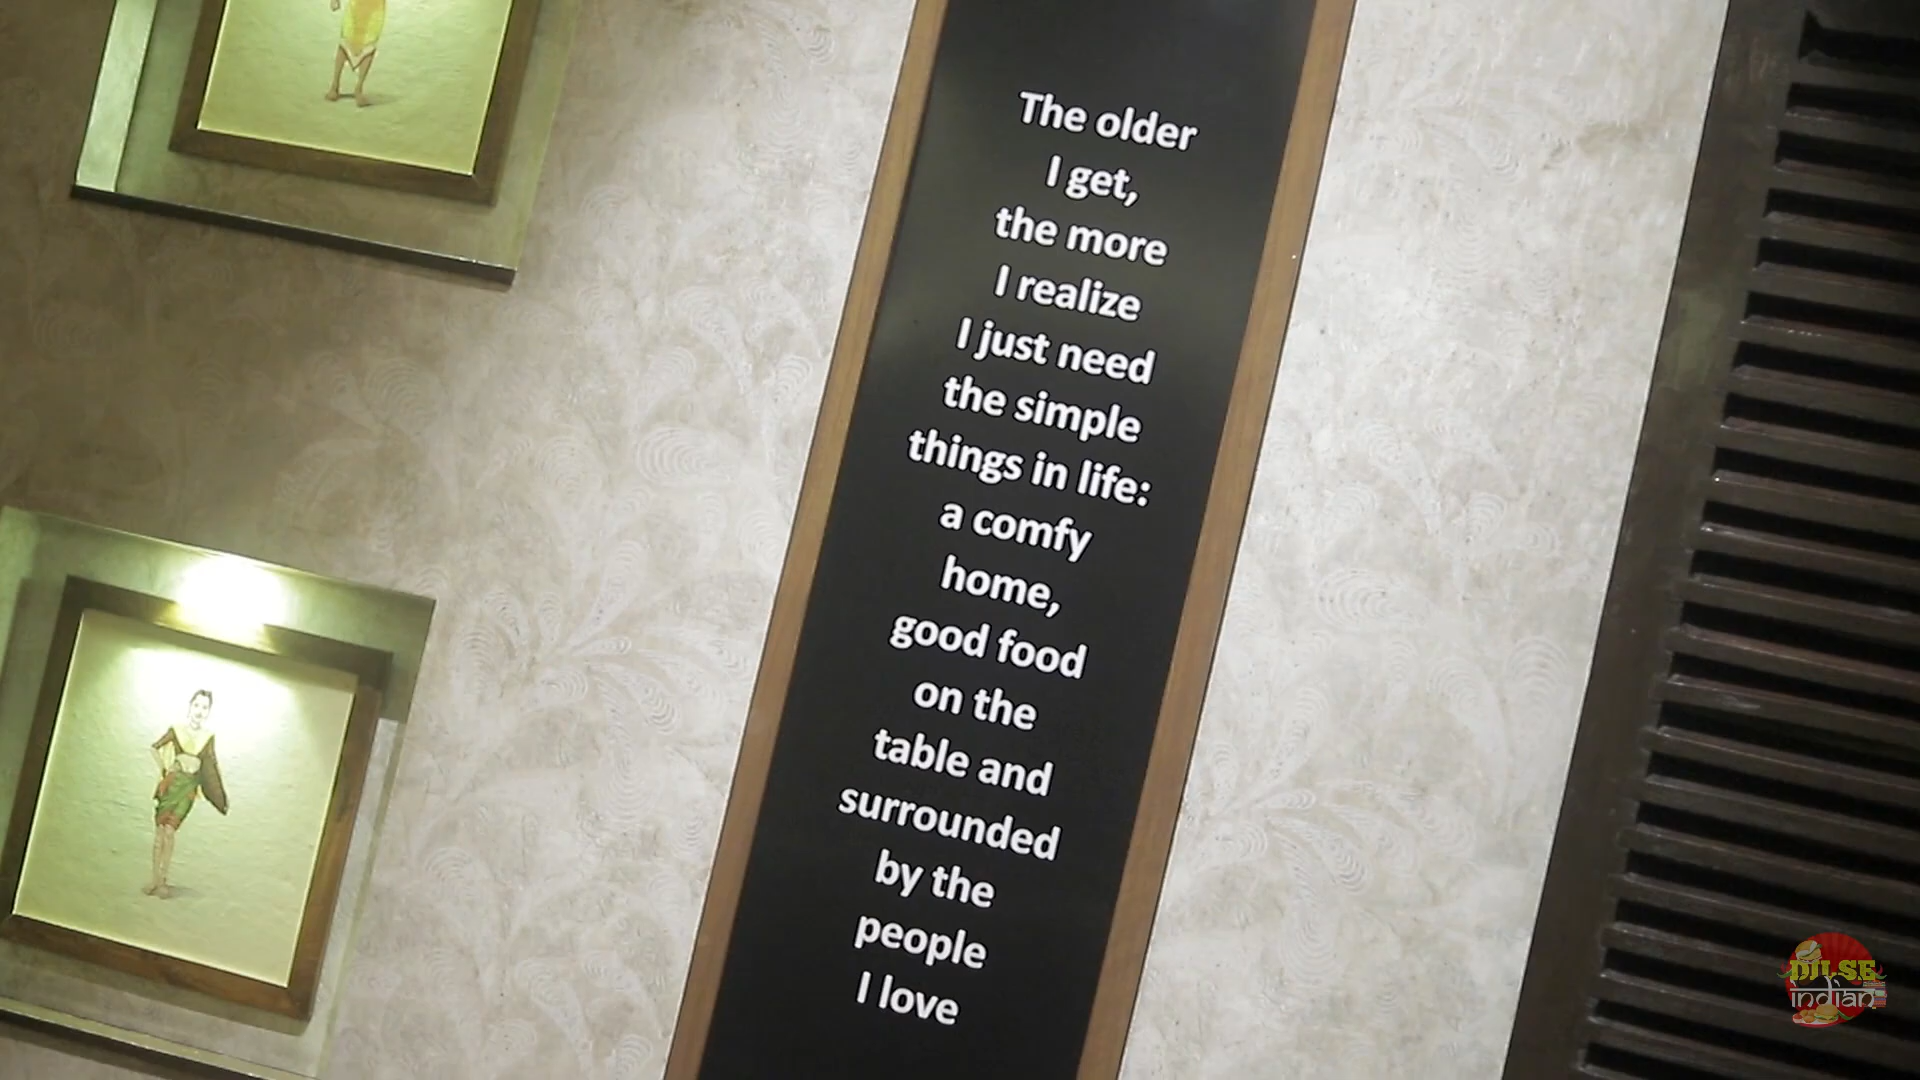 The older
I get,
the more
I realize
I just need
the simple
things in life:
a comfy
home,
good food
on the
table and
surrounded
by the
people
I love
DILSE
indian